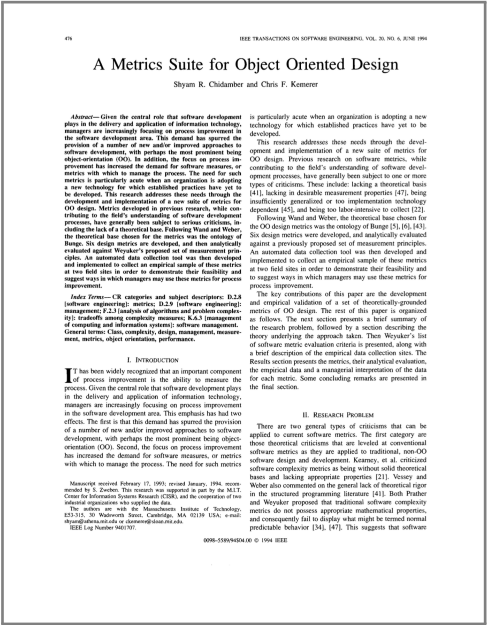 476
IEEE TRANSACTIONS ON SOFTWARE ENGINEERING, VOL. 20, NO. 6, JUNE 1994
A Metrics Suite for Object Oriented Design
Shyam R. Chidamber and Chris F. Kemerer
Abstract—Given the central role that software development
plays in the delivery and application of information technology,
managers are increasingly focusing on process improvement in
the software development area. This demand has spurred the
provision of a number of new and/or improved approaches to
software development, with perhaps the most prominent being
object-orientation (OO). In addition, the focus on process im-
provement has increased the demand for software measures, or
metrics with which to manage the process. The need for such
metrics is particularly acute when an organization is adopting
a new technology for which established practices have yet to
be developed. This research addresses these needs through the
development and implementation of a new suite of metrics for
OO design. Metrics developed in previous research, while con-
tributing to the field's understanding of software development
processes, have generally been subject to serious criticisms, in-
cluding the lack of a theoretical base. Following Wand and Weber,
the theoretical base chosen for the metrics was the ontology of
Bunge. Six design metrics are developed, and then analytically
evaluated against Weyuker's proposed set of measurement prin-
ciples. An automated data collection tool was then developed
and implemented to collect an empirical sample of these metrics
at two field sites in order to demonstrate their feasibility and
suggest ways in which managers may use these metrics for process
improvement.
Index Terms—CR categories and subject descriptors: D.2.8
[software engineering]: metrics; D.2.9 [software engineering]:
management; F.2.3 [analysis of algorithms and problem complex-
ity]: tradeoffs among complexity measures; K.6.3 [management
of computing and information systems]: software management.
General terms: Class, complexity, design, management, measure-
ment, metrics, object orientation, performance.
I. INTRODUCTION
IT has been widely recognized that an important component
of process improvement is the ability to measure the
process. Given the central role that software development plays
in the delivery and application of information technology,
managers are increasingly focusing on process improvement
in the software development area. This emphasis has had two
effects. The first is that this demand has spurred the provision
of a number of new and/or improved approaches to software
development, with perhaps the most prominent being object-
orientation (OO). Second, the focus on process improvement
has increased the demand for software measures, or metrics
with which to manage the process. The need for such metrics
Manuscript received February 17, 1993; revised January, 1994. recom-
mended by S. Zweben. This research was supported in part by the M.I.T.
Center for Information Systems Research (CISR), and the cooperation of two
industrial organizations who supplied the data.
The authors are with the Massachusetts Institute of Technology,
E53-315, 30 Wadsworth Street, Cambridge, MA 02139 USA; e-mail:
shyam@athena.mit.edu or ckemerer@sloan.mit.edu.
IEEE Log Number 9401707.
is particularly acute when an organization is adopting a new
technology for which established practices have yet to be
developed.
This research addresses these needs through the devel-
opment and implementation of a new suite of metrics for
OO design. Previous research on software metrics, while
contributing to the field's understanding of software devel-
opment processes, have generally been subject to one or more
types of criticisms. These include: lacking a theoretical basis
[41], lacking in desirable measurement properties [47], being
insufficiently generalized or too implementation technology
dependent [45], and being too labor-intensive to collect [22].
Following Wand and Weber, the theoretical base chosen for
the OO design metrics was the ontology of Bunge [5], [6], [43].
Six design metrics were developed, and analytically evaluated
against a previously proposed set of measurement principles.
An automated data collection tool was then developed and
implemented to collect an empirical sample of these metrics
at two field sites in order to demonstrate their feasibility and
to suggest ways in which managers may use these metrics for
process improvement.
The key contributions of this paper are the development
and empirical validation of a set of theoretically-grounded
metrics of OO design. The rest of this paper is organized
as follows. The next section presents a brief summary of
the research problem, followed by a section describing the
theory underlying the approach taken. Then Weyuker's list
of software metric evaluation criteria is presented, along with
a brief description of the empirical data collection sites. The
Results section presents the metrics, their analytical evaluation,
the empirical data and a managerial interpretation of the data
for each metric. Some concluding remarks are presented in
the final section.
II. RESEARCH PROBLEM
There are two general types of criticisms that can be
applied to current software metrics. The first category are
those theoretical criticisms that are leveled at conventional
software metrics as they are applied to traditional, non-OO
software design and development. Kearney, et al. criticized
software complexity metrics as being without solid theoretical
bases and lacking appropriate properties [21]. Vessey and
Weber also commented on the general lack of theoretical rigor
in the structured programming literature [41]. Both Prather
and Weyuker proposed that traditional software complexity
metrics do not possess appropriate mathematical properties,
and consequently fail to display what might be termed normal
predictable behavior [34], [47]. This suggests that software
0098-5589/94$04.00 © 1994 IEEE